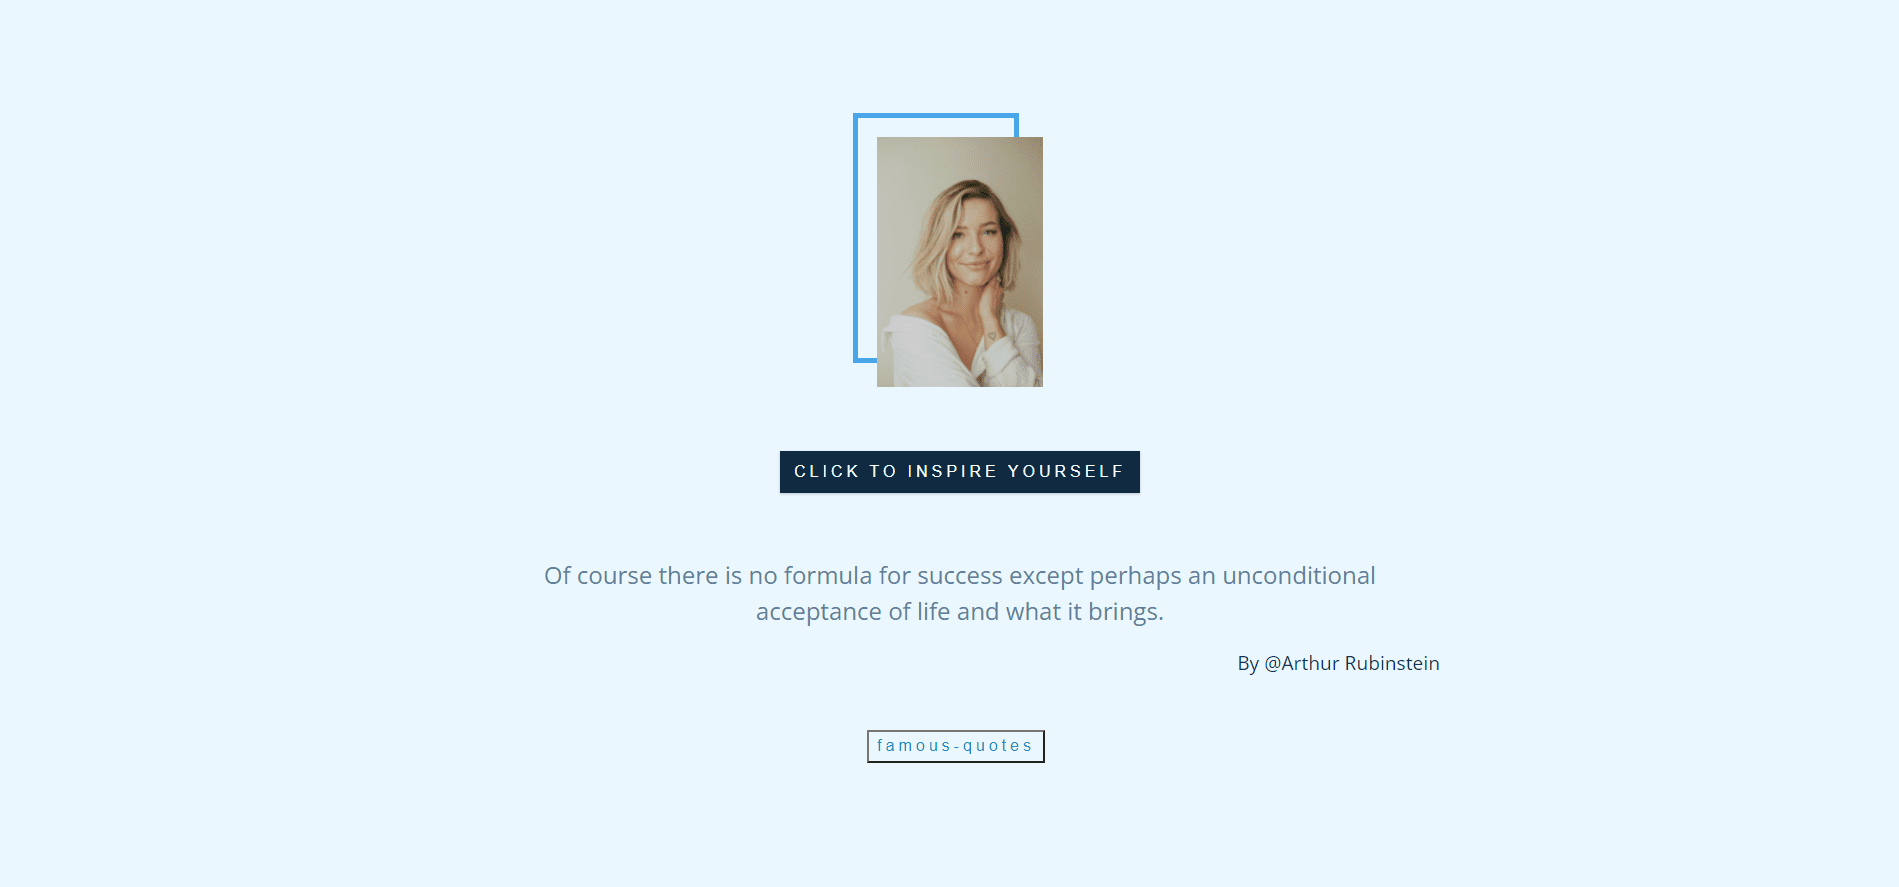 CLICK TO INSPIRE YOURSELF
Of course there is no formula for success except perhaps an unconditional
acceptance of life and what it brings.
By @Arthur Rubinstein
famous-quotes